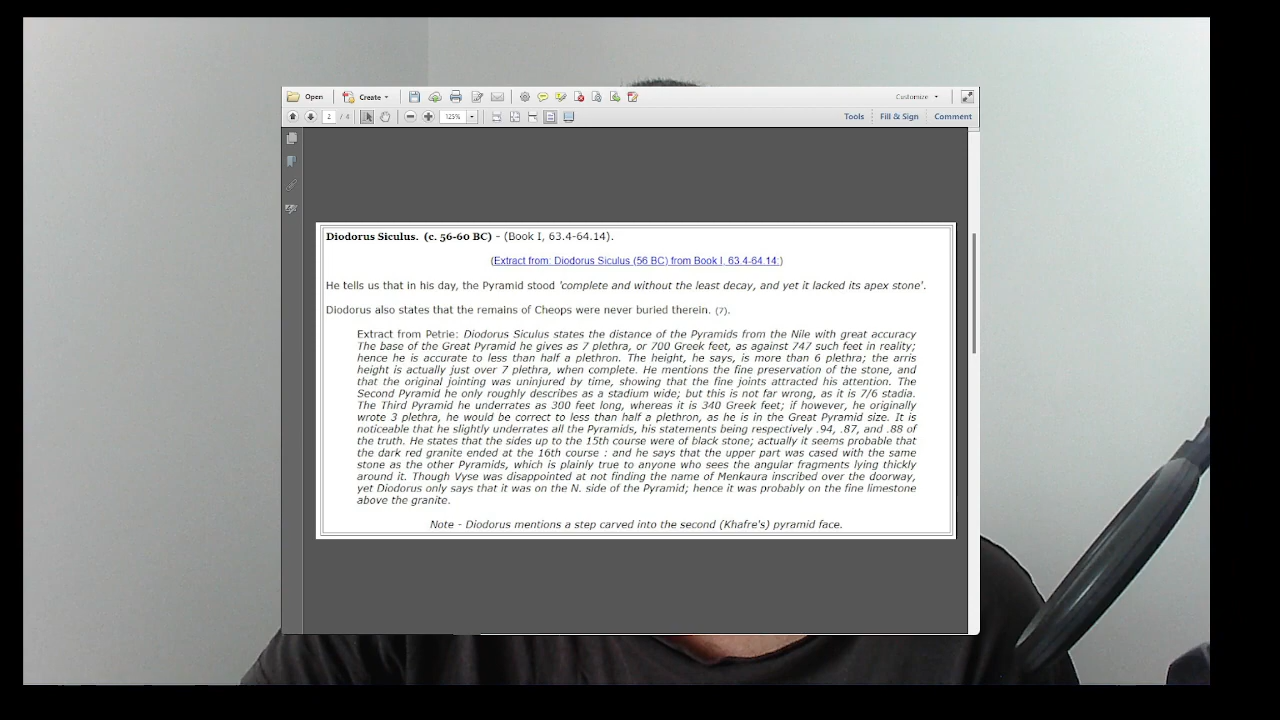 Open Create Customize
2 / 4 125% Tools Fill & Sign Comment
Diodorus Siculus. (c. 56-60 BC) - (Book I, 63.4-64.14).
(Extract from: Diodorus Siculus (56 BC) from Book I, 63.4-64.14:)
He tells us that in his day, the Pyramid stood 'complete and without the least decay, and yet it lacked its apex stone'.
Diodorus also states that the remains of Cheops were never buried therein. (7).
Extract from Petrie: Diodorus Siculus states the distance of the Pyramids from the Nile with great accuracy
The base of the Great Pyramid he gives as 7 plethra, or 700 Greek feet, as against 747 such feet in reality;
hence he is accurate to less than half a plethron. The height, he says, is more than 6 plethra; the arris
height is actually just over 7 plethra, when complete. He mentions the fine preservation of the stone, and
that the original jointing was uninjured by time, showing that the fine joints attracted his attention. The
Second Pyramid he only roughly describes as a stadium wide; but this is not far wrong, as it is 7/6 stadia.
The Third Pyramid he underrates as 300 feet long, whereas it is 340 Greek feet; if however, he originally
wrote 3 plethra, he would be correct to less than half a plethron, as he is in the Great Pyramid size. It is
noticeable that he slightly underrates all the Pyramids, his statements being respectively .94, .87, and .88 of
the truth. He states that the sides up to the 15th course were of black stone; actually it seems probable that
the dark red granite ended at the 16th course : and he says that the upper part was cased with the same
stone as the other Pyramids, which is plainly true to anyone who sees the angular fragments lying thickly
around it. Though Vyse was disappointed at not finding the name of Menkaura inscribed over the doorway,
yet Diodorus only says that it was on the N. side of the Pyramid; hence it was probably on the fine limestone
above the granite.
Note - Diodorus mentions a step carved into the second (Khafre's) pyramid face.